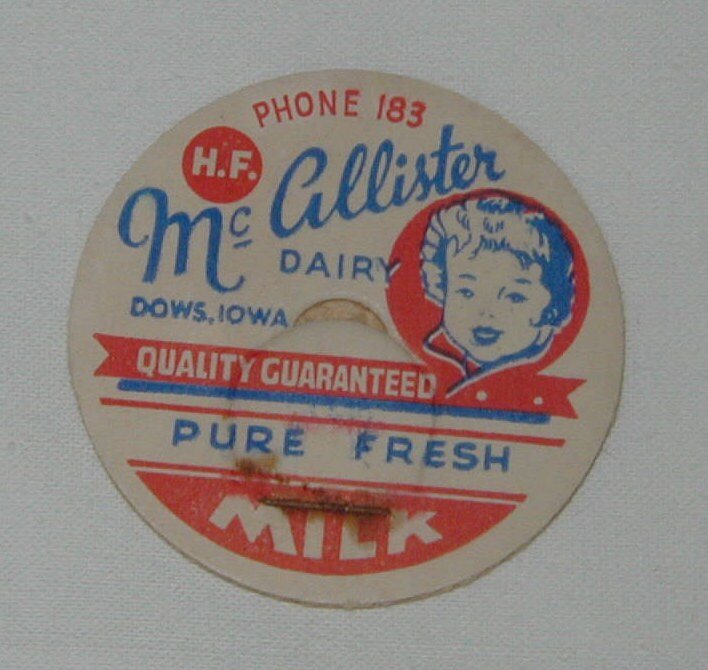 PHONE 183
H.F.
McAllister
DAIRY
DOWS, IOWA
QUALITY GUARANTEED
PURE FRESH
MILK